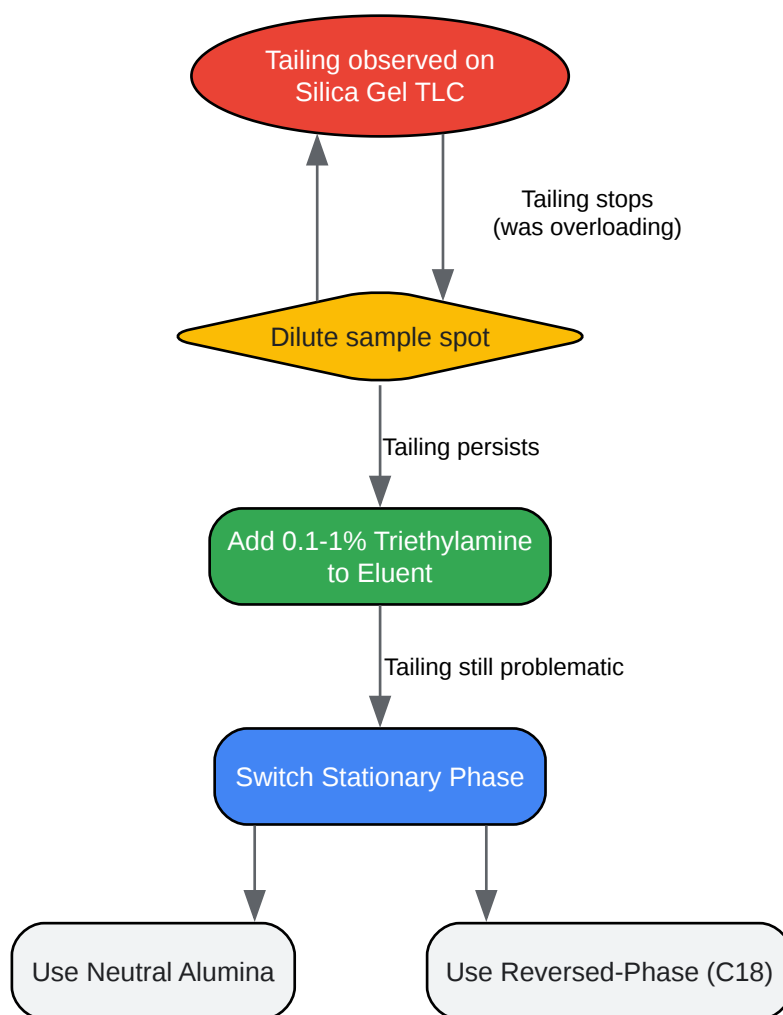 Tailing observed on
Silica Gel TLC
Tailing stops
(was overloading)
Dilute sample spot
Tailing persists
Add 0.1-1% Triethylamine
to Eluent
Tailing still problematic
Switch Stationary Phase
Use Neutral Alumina
Use Reversed-Phase (C18)